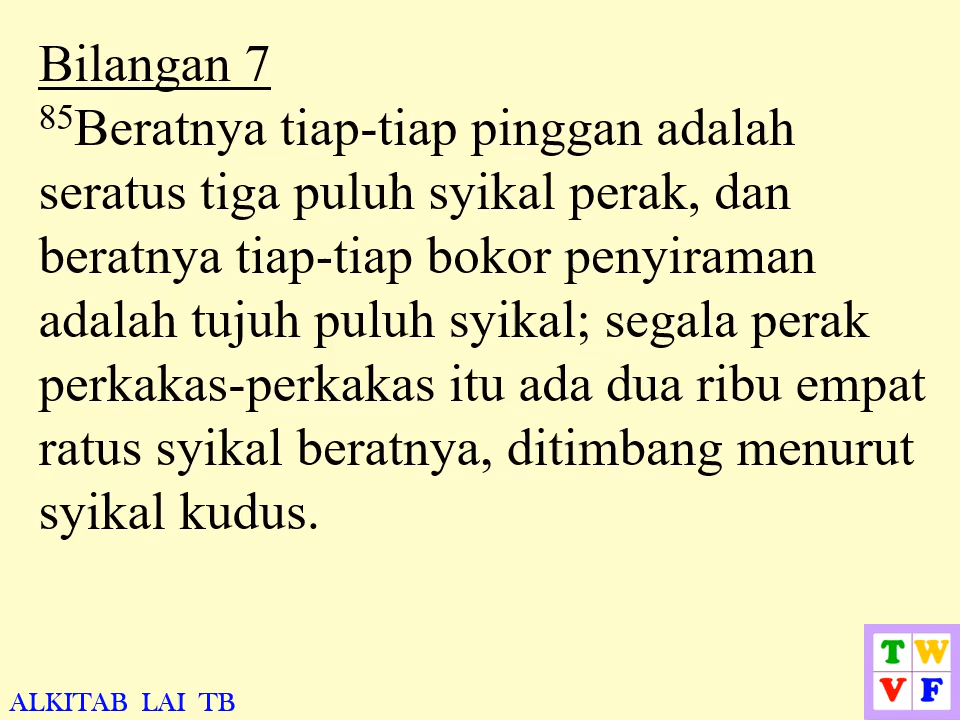 Bilangan 7
85Beratnya tiap-tiap pinggan adalah
seratus tiga puluh syikal perak, dan
beratnya tiap-tiap bokor penyiraman
adalah tujuh puluh syikal; segala perak
perkakas-perkakas itu ada dua ribu empat
ratus syikal beratnya, ditimbang menurut
syikal kudus.
ALKITAB LAI TB
T W
V F